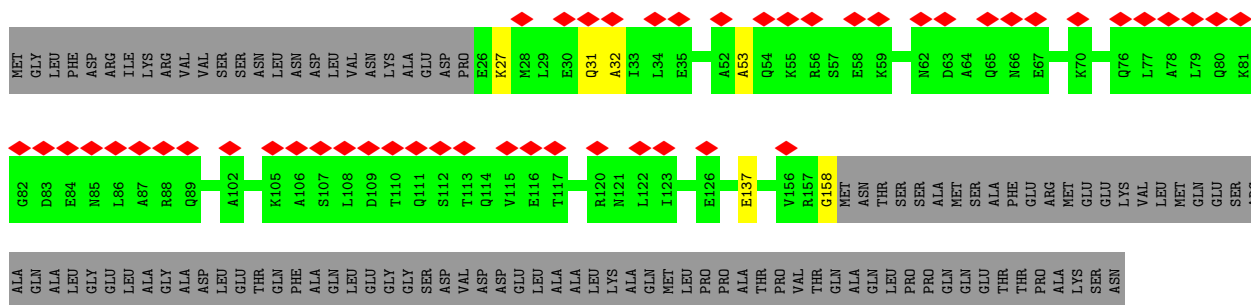 MET GLY LEU PHE ASP ARG ILE LYS ARG VAL VAL SER SER ASN LEU ASN ASP LEU VAL ASN LYS ALA GLU ASP PRO E26 K27 M28 L29 E30 Q31 A32 I33 L34 E35 A52 A53 Q54 K55 R56 S57 E58 K59 N62 D63 A64 Q65 N66 E67 K70 Q76 L77 A78 L79 Q80 K81
G82 D83 E84 N85 L86 A87 R88 Q89 A102 K105 A106 S107 L108 D109 T110 Q111 S112 T113 Q114 V115 E116 T117 R120 N121 L122 I123 E126 E137 V156 R157 G158 MET ASN THR SER SER ALA MET SER ALA PHE GLU ARG MET GLU GLU LYS VAL LEU MET GLN GLU SER
ALA GLN ALA LEU GLY GLU LEU ALA GLY ALA ASP LEU GLU THR GLN PHE ALA GLN LEU GLU GLY GLY SER ASP VAL ASP ASP GLU LEU ALA ALA LEU LYS ALA GLN MET LEU PRO PRO ALA THR PRO VAL THR GLN ALA GLN LEU PRO PRO GLN GLN GLU THR THR PRO ALA LYS SER ASN